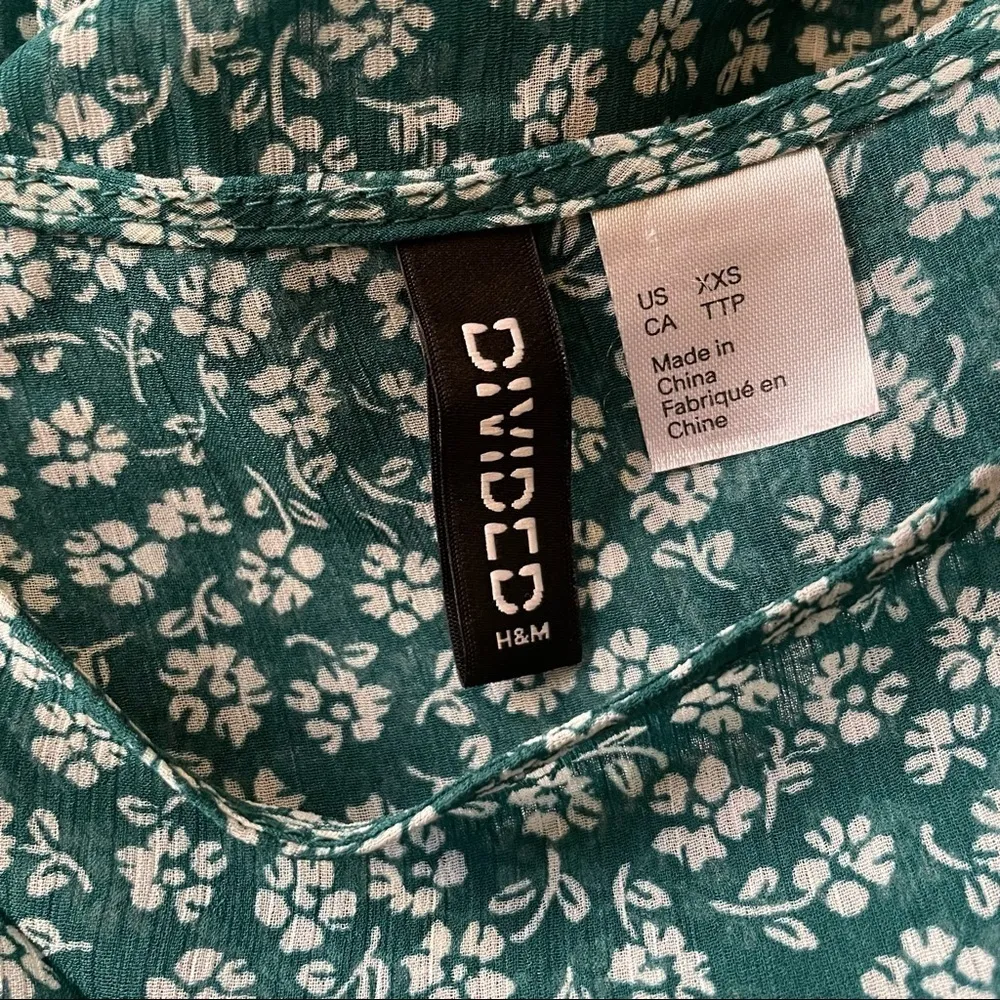 DIVIDED
H&M
US XXS
CA TTP
Made in
China
Fabriqué en
Chine